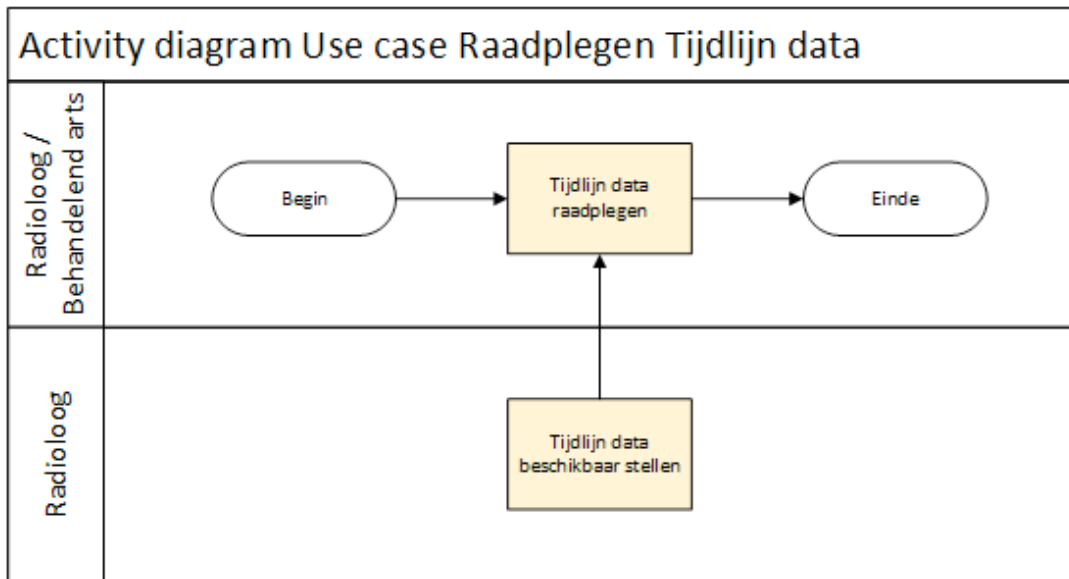 Activity diagram Use case Raadplegen Tijdlijn data
Radioloog /
Behandelend arts
Begin
Tijdlijn data
raadplegen
Einde
Radioloog
Tijdlijn data
beschikbaar stellen